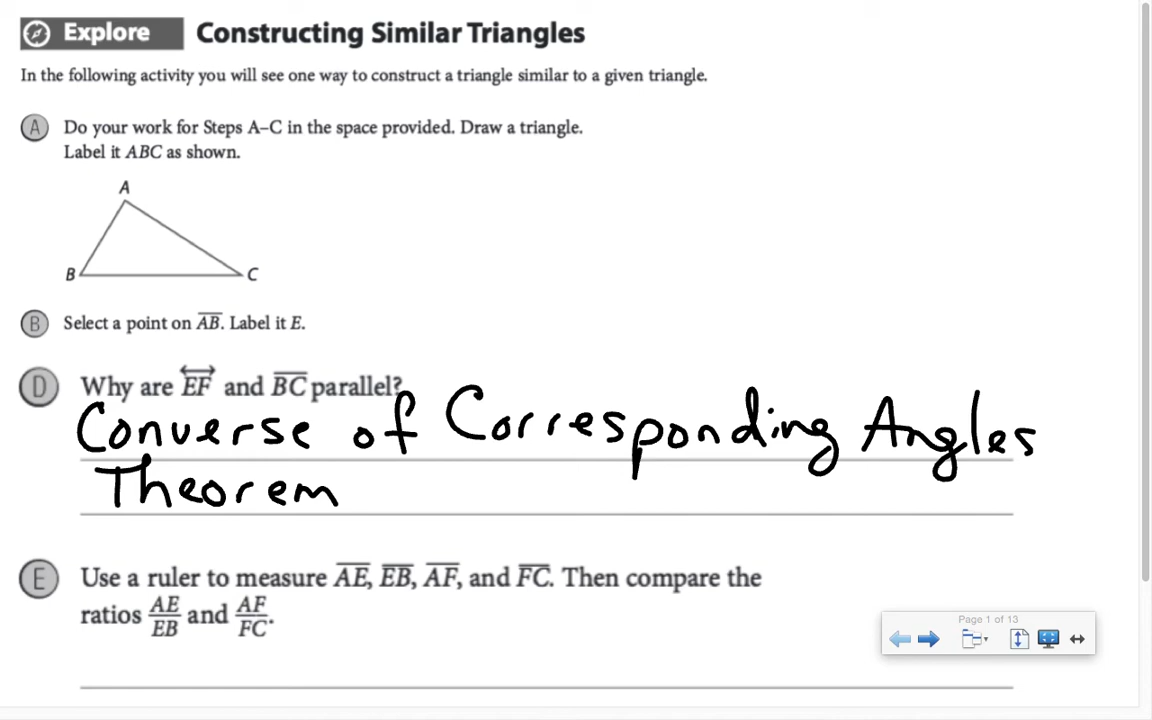 Explore Constructing Similar Triangles
In the following activity you will see one way to construct a triangle similar to a given triangle.
A Do your work for Steps A–C in the space provided. Draw a triangle.
Label it ABC as shown.
A
B C
B Select a point on AB. Label it E.
D Why are EF and BC parallel?
Converse of Corresponding Angles
Theorem
E Use a ruler to measure AE, EB, AF, and FC. Then compare the
ratios AE/EB and AF/FC.
Page 1 of 13